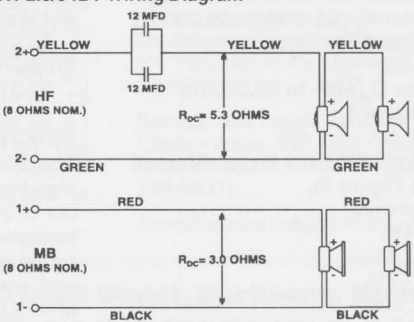 Wiring Diagram
12 MFD
YELLOW YELLOW YELLOW
2+
12 MFD
HF
(8 OHMS NOM.)
RDC= 5.3 OHMS
+ +
- -
2-
GREEN GREEN
1+
RED RED
MB
(8 OHMS NOM.)
RDC= 3.0 OHMS
+ +
1-
BLACK BLACK